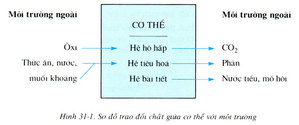 Môi trường ngoài
Môi trường ngoài
CƠ THỂ
Ôxi
Hệ hô hấp
CO2
Thức ăn, nước, muối khoáng
Hệ tiêu hoá
Phân
Hệ bài tiết
Nước tiểu, mồ hôi
Hình 31-1. Sơ đồ trao đổi chất giữa cơ thể với môi trường